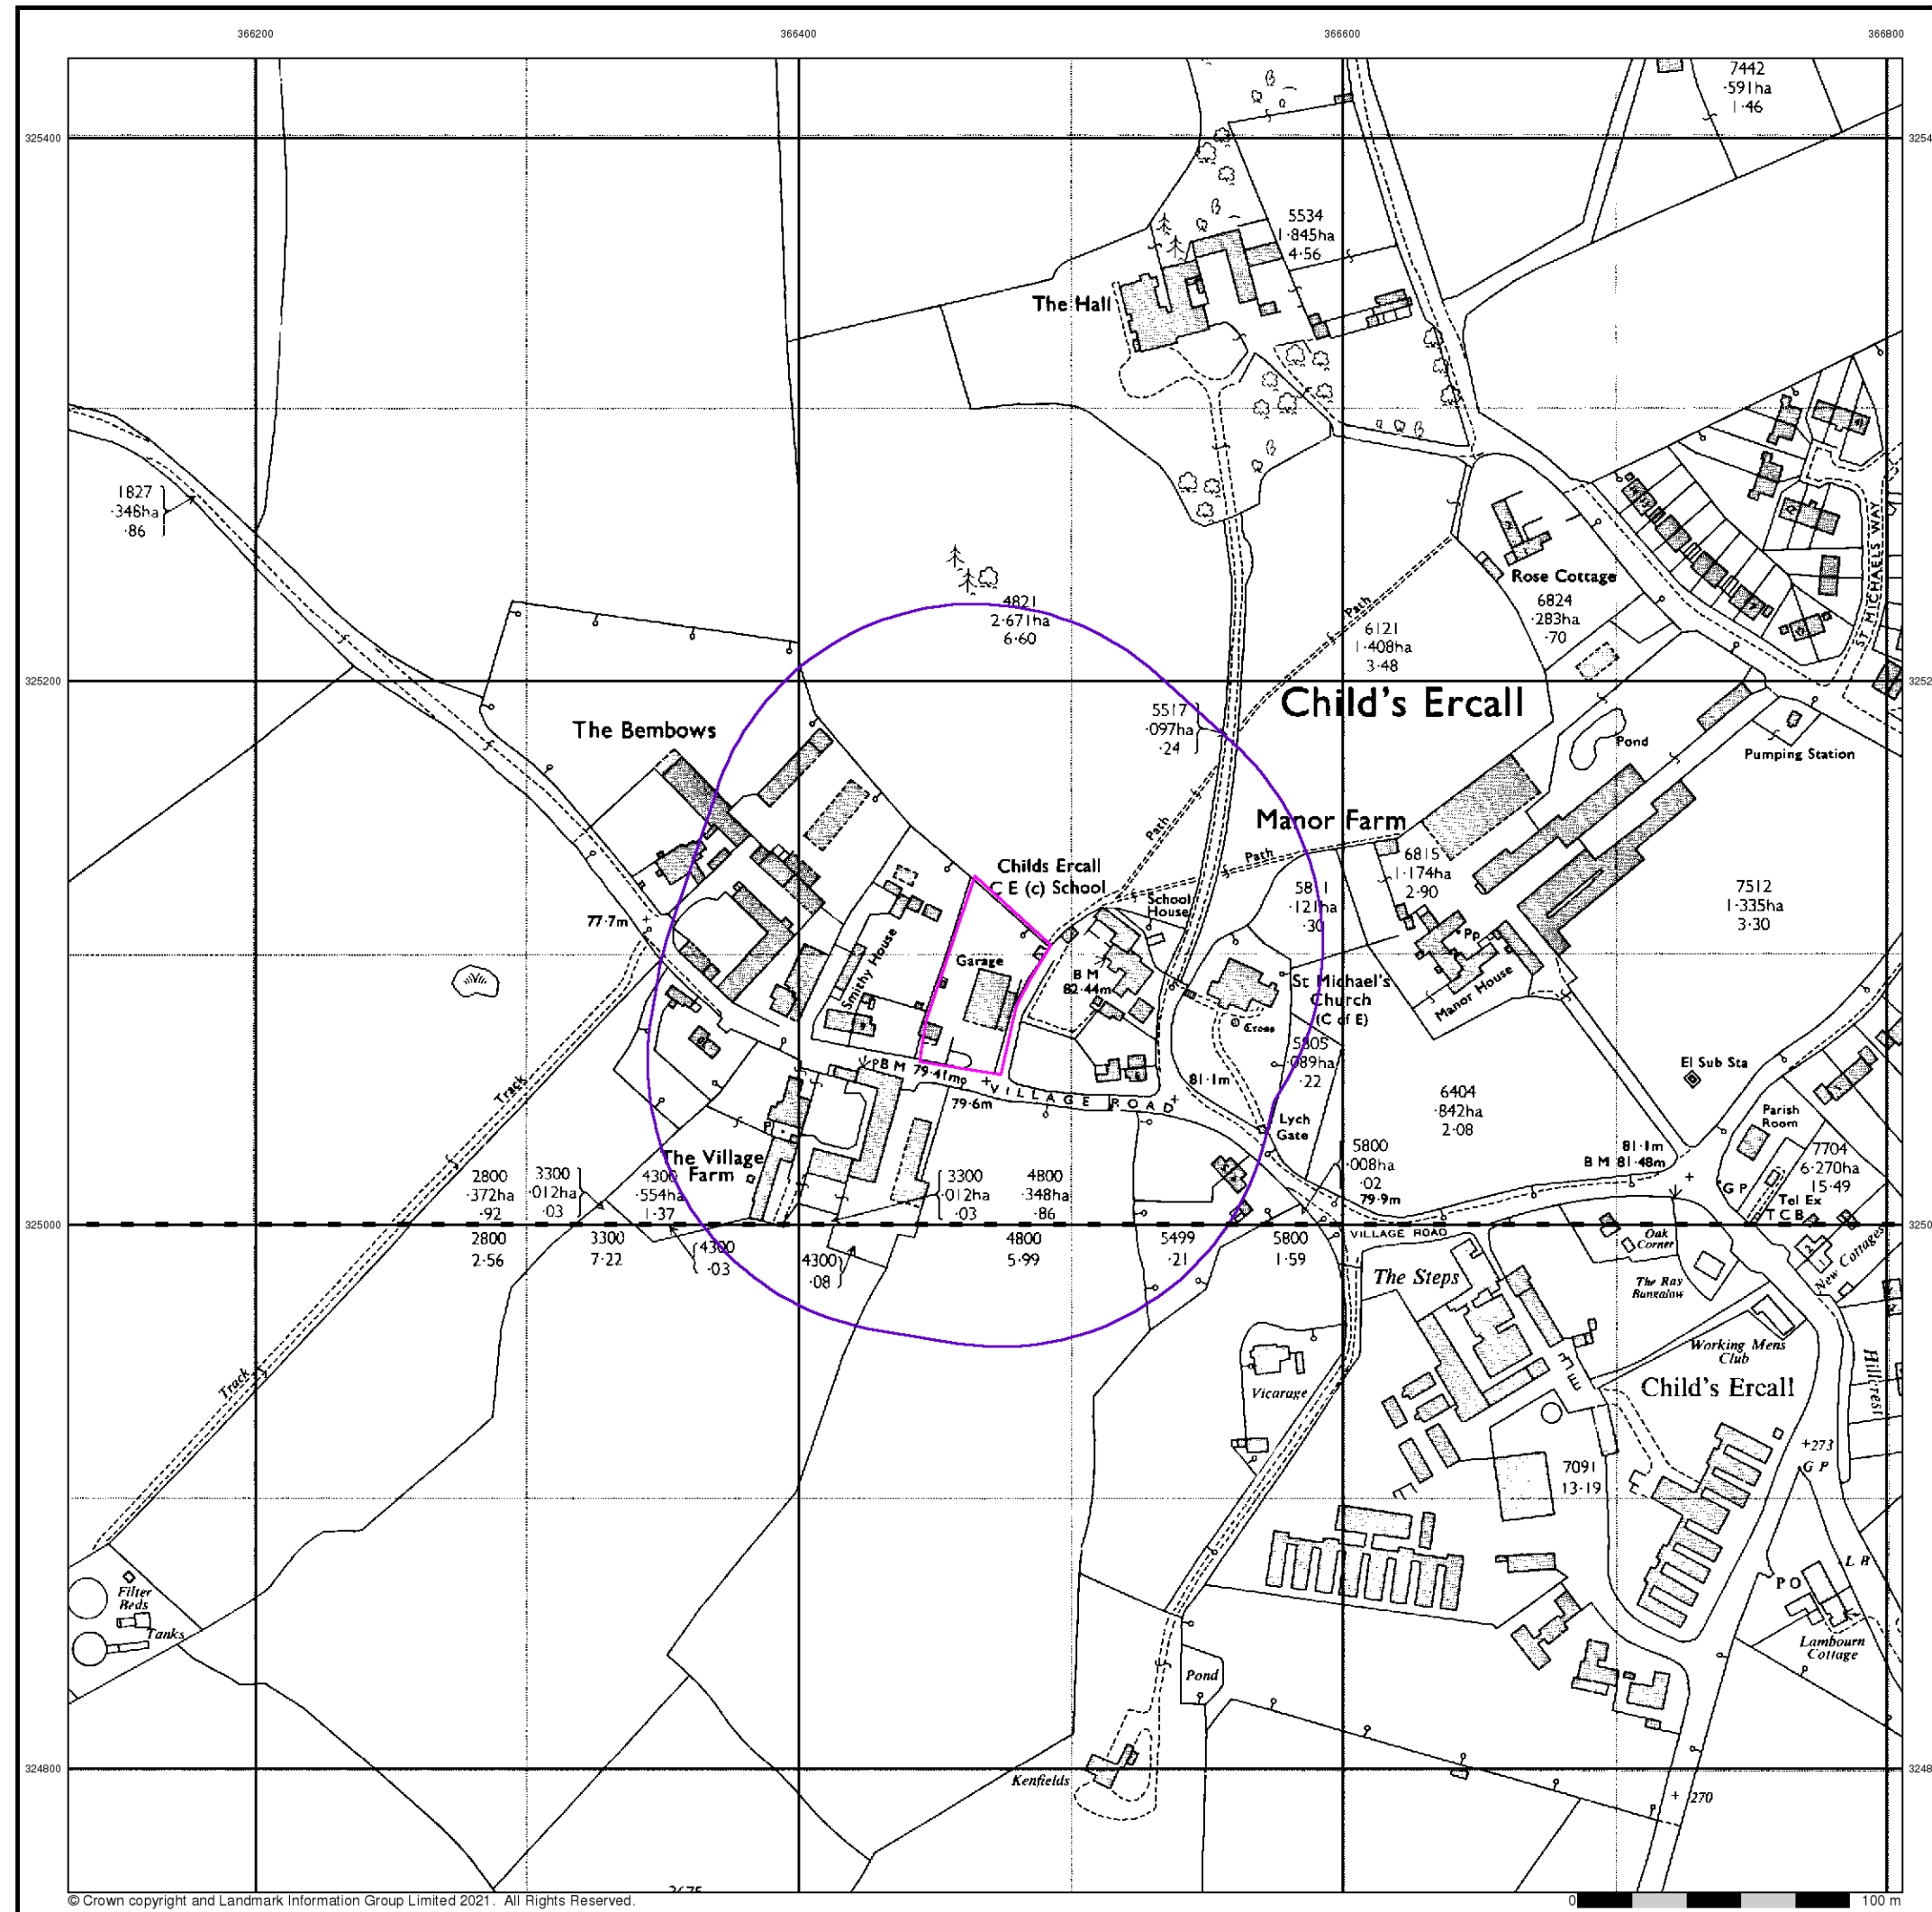 366200
366400
366600
366800
325400
7442
·591ha
1·46
5534
1·845ha
4·56
The Hall
1827
·348ha
·86
ST MICHAELS WAY
Rose Cottage
6824
·283ha
·70
Path
4821
2·671ha
6·60
6121
1·408ha
3·48
325200
Child's Ercall
5517
·097ha
·24
The Bembows
Pond
Pumping Station
Manor Farm
Path
Path
Childs Ercall
C E (c) School
6815
1·174ha
2·90
5811
·121ha
·30
7512
1·335ha
3·30
School
House
77·7m
Smithy House
Garage
B M
82·44m
PP
Manor House
St Michael's
Church
(C of E)
Cross
5805
·089ha
·22
El Sub Sta
B M 79·41m
79·6m
VILLAGE ROAD
81·1m
Track
6404
·842ha
2·08
Lych
Gate
Parish
Room
P
The Village
Farm
5800
·008ha
·02
79·9m
81·1m
B M 81·48m
7704
6·270ha
15·49
2800
·372ha
·92
3300
·012ha
·03
4300
·554ha
1·37
3300
·012ha
·03
4800
·348ha
·86
G P
Tel Ex
T C B
325000
2800
2·56
3300
7·22
4300
·03
4300
·08
4800
5·99
5499
·21
5800
1·59
VILLAGE ROAD
Oak
Corner
New Cottages
The Steps
The Ray
Bungalow
Working Mens
Club
Hillcrest
Track
Vicarage
Child's Ercall
+273
G P
7091
13·19
L B
P O
Filter
Beds
Tanks
Lambourn
Cottage
Pond
324800
Kenfields
+ 270
© Crown copyright and Landmark Information Group Limited 2021. All Rights Reserved.
0
100 m